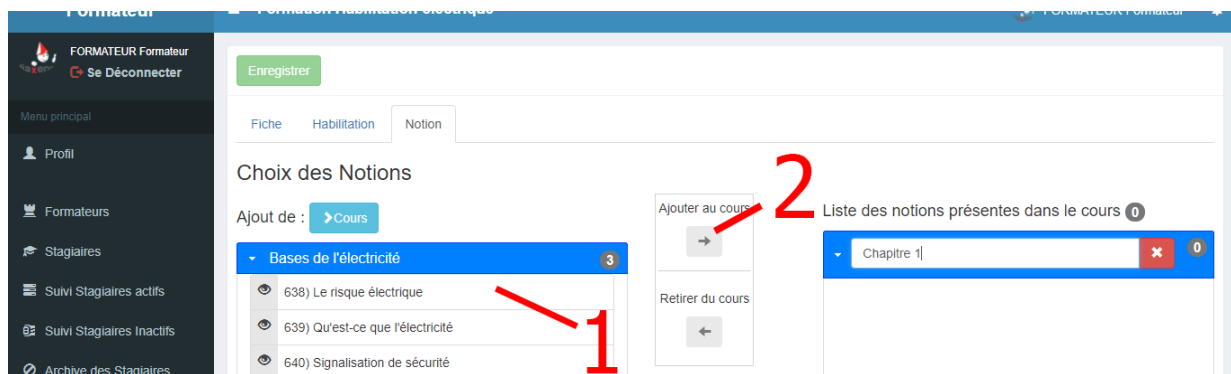 Formateur
Formation Habilitation électrique
FORMATEUR Formateur
FORMATEUR Formateur
Se Déconnecter
Menu principal
Profil
Formateurs
Stagiaires
Suivi Stagiaires actifs
Suivi Stagiaires Inactifs
Archive des Stagiaires
Enregistrer
Fiche Habilitation Notion
Choix des Notions
Ajout de : Cours
Bases de l'électricité 3
638) Le risque électrique
639) Qu'est-ce que l'électricité
640) Signalisation de sécurité
1
Ajouter au cours
2
Retirer du cours
Liste des notions présentes dans le cours 0
Chapitre 1 0